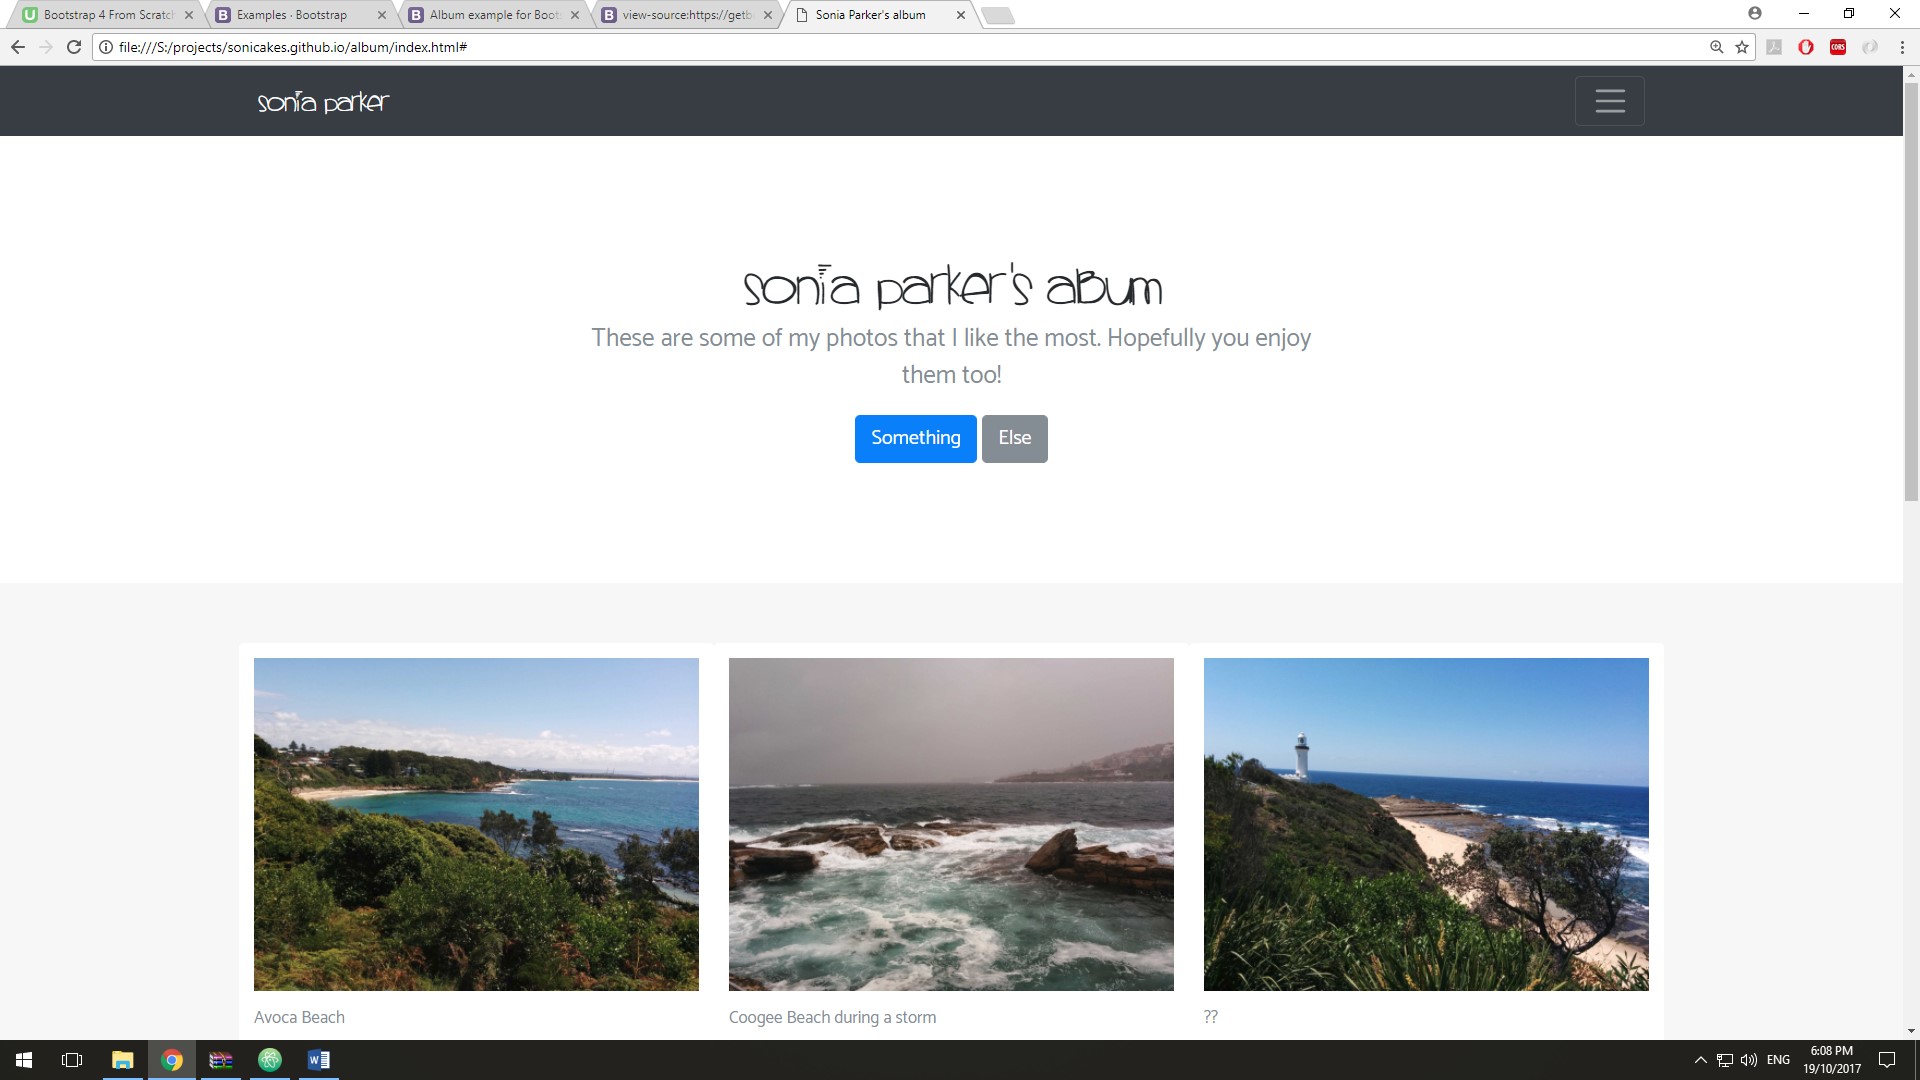 Bootstrap 4 From Scratch
Examples · Bootstrap
Album example for Boots
view-source:https://getb
Sonia Parker's album
file:///S:/projects/sonicakes.github.io/album/index.html#
CORS
sonia parker
sonia parker's album
These are some of my photos that I like the most. Hopefully you enjoy
them too!
Something
Else
Avoca Beach
Coogee Beach during a storm
??
ENG
6:08 PM
19/10/2017